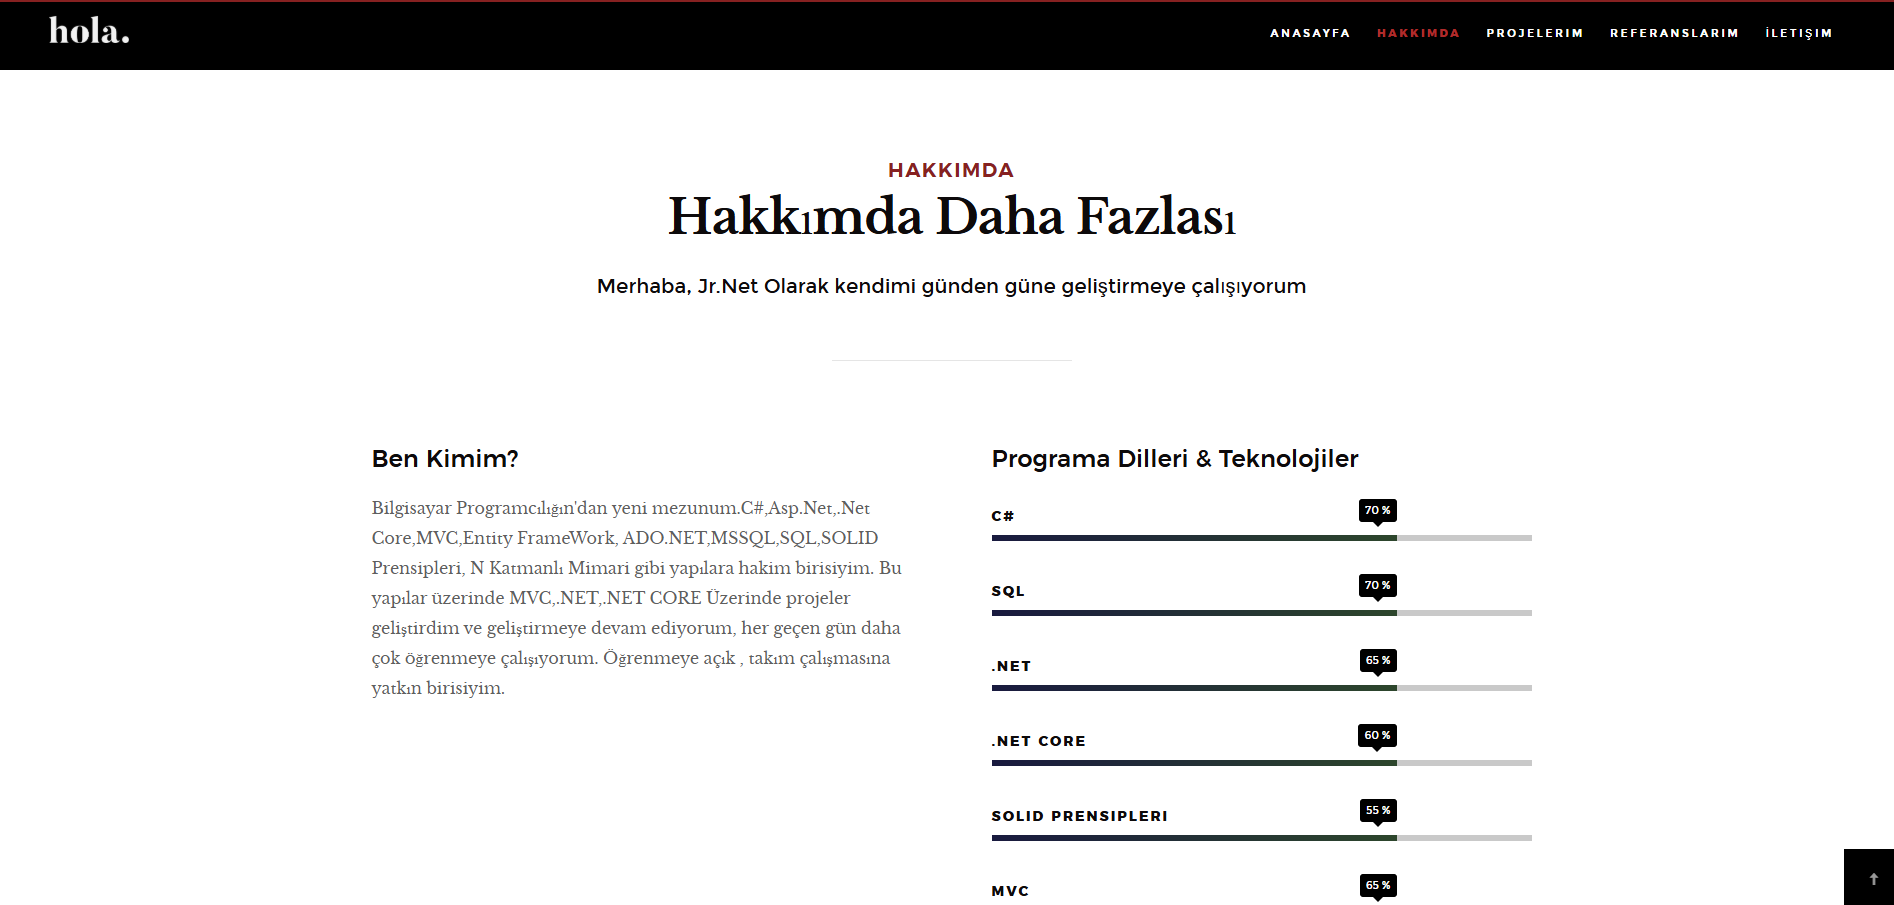 hola.
ANASAYFA HAKKIMDA PROJELERIM REFERANSLARIM İLETIŞIM
HAKKIMDA
Hakkımda Daha Fazlası
Merhaba, Jr.Net Olarak kendimi günden güne geliştirmeye çalışıyorum
Ben Kimim?
Bilgisayar Programcılığın'dan yeni mezunum.C#,Asp.Net,.Net
Core,MVC,Entity FrameWork, ADO.NET,MSSQL,SQL,SOLID
Prensipleri, N Katmanlı Mimari gibi yapılara hakim birisiyim. Bu
yapılar üzerinde MVC,.NET,.NET CORE Üzerinde projeler
geliştirdim ve geliştirmeye devam ediyorum, her geçen gün daha
çok öğrenmeye çalışıyorum. Öğrenmeye açık , takım çalışmasına
yatkın birisiyim.
Programa Dilleri & Teknolojiler
C# 70 %
SQL 70 %
.NET 65 %
.NET CORE 60 %
SOLID PRENSIPLERI 55 %
MVC 65 %